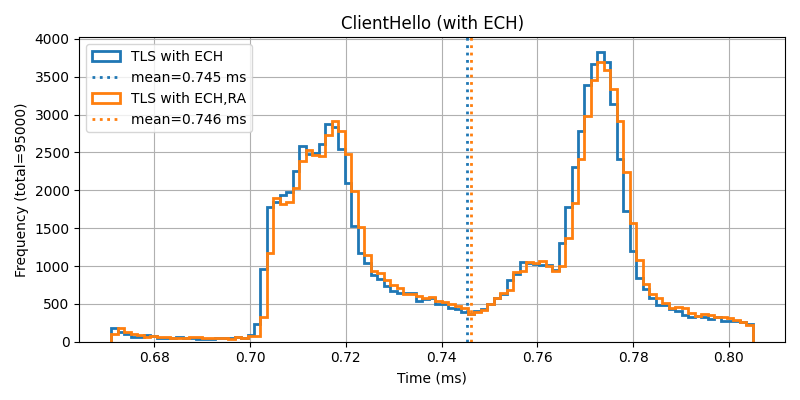 ClientHello (with ECH)
TLS with ECH
mean=0.745 ms
TLS with ECH,RA
mean=0.746 ms
Frequency (total=95000)
4000
3500
3000
2500
2000
1500
1000
500
0
0.68 0.70 0.72 0.74 0.76 0.78 0.80
Time (ms)